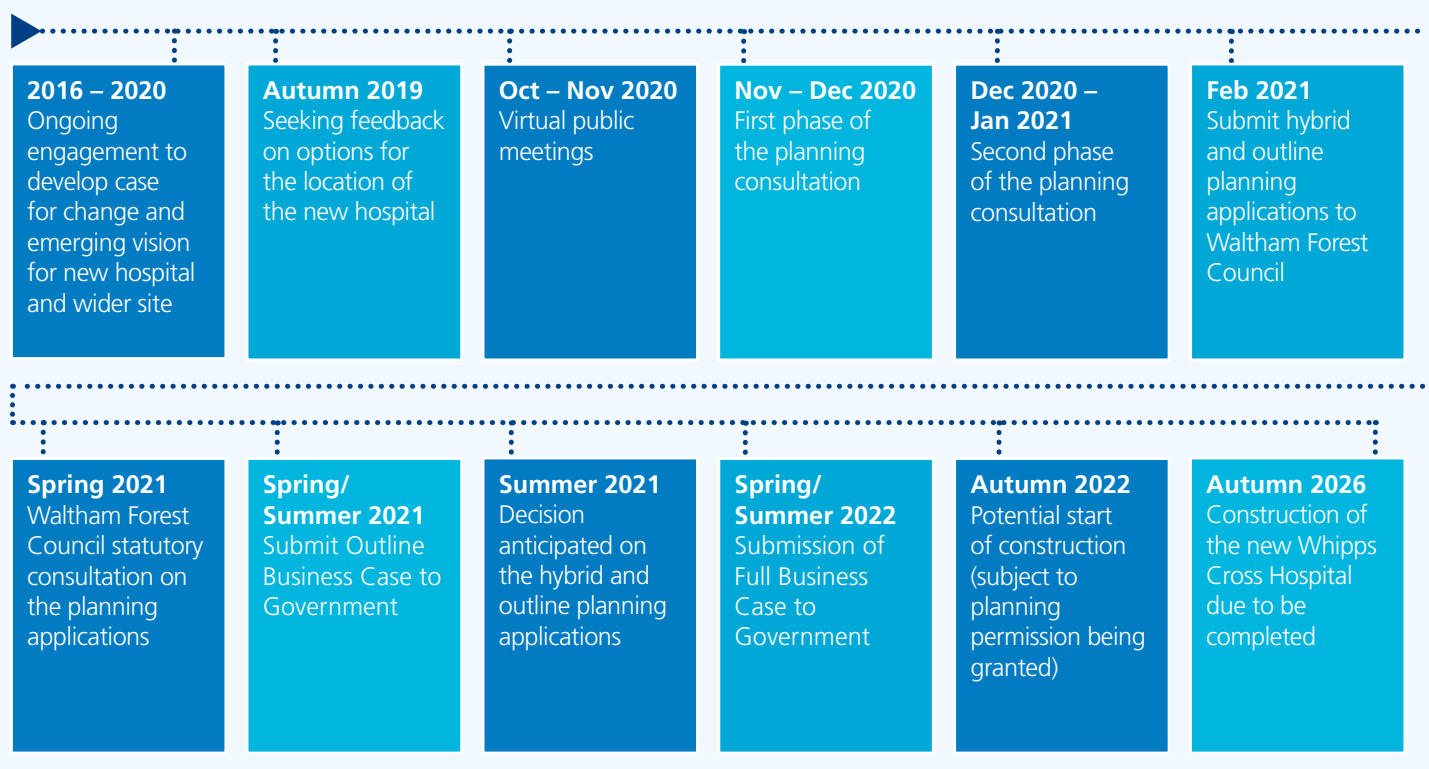 2016 – 2020
Ongoing
engagement to
develop case
for change and
emerging vision
for new hospital
and wider site
Autumn 2019
Seeking feedback
on options for
the location of
the new hospital
Oct – Nov 2020
Virtual public
meetings
Nov – Dec 2020
First phase of
the planning
consultation
Dec 2020 –
Jan 2021
Second phase
of the planning
consultation
Feb 2021
Submit hybrid
and outline
planning
applications to
Waltham Forest
Council
Spring 2021
Waltham Forest
Council statutory
consultation on
the planning
applications
Spring/
Summer 2021
Submit Outline
Business Case to
Government
Summer 2021
Decision
anticipated on
the hybrid and
outline planning
applications
Spring/
Summer 2022
Submission of
Full Business
Case to
Government
Autumn 2022
Potential start
of construction
(subject to
planning
permission being
granted)
Autumn 2026
Construction of
the new Whipps
Cross Hospital
due to be
completed